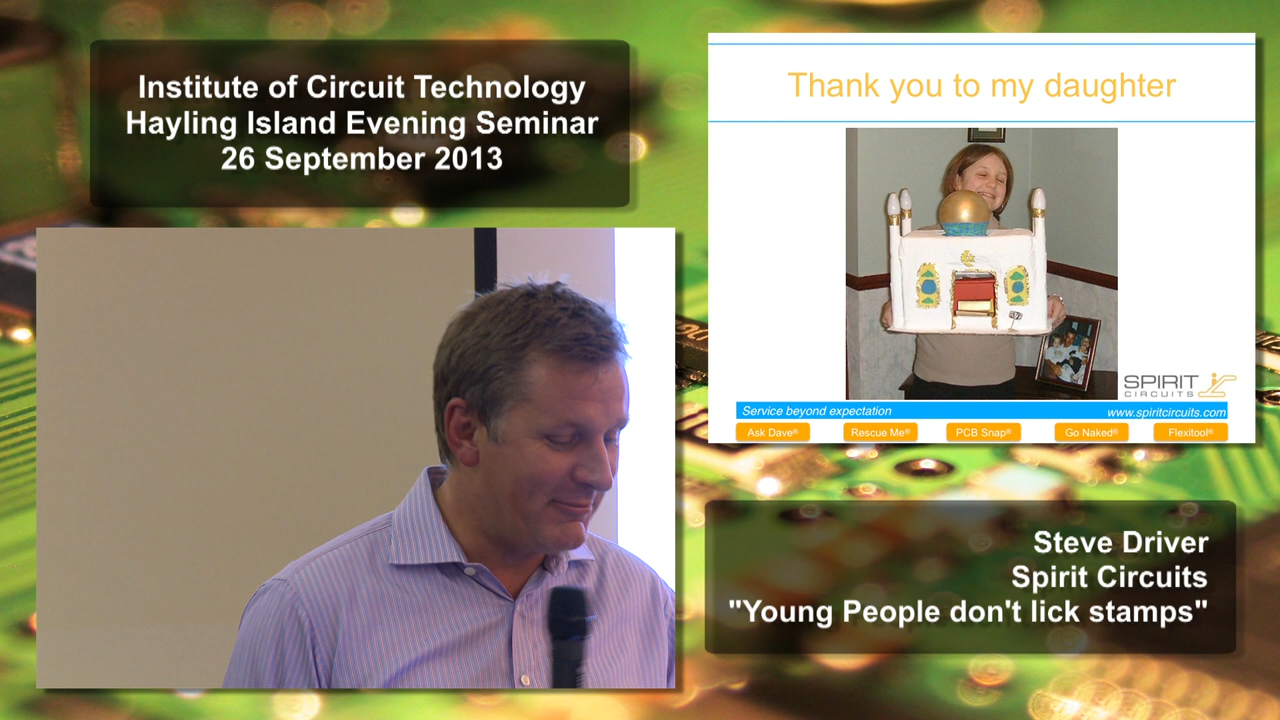 Institute of Circuit Technology
Hayling Island Evening Seminar
26 September 2013
Thank you to my daughter
SPIRIT
CIRCUITS
Service beyond expectation
www.spiritcircuits.com
Ask Dave®
Rescue Me®
PCB Snap®
Go Naked®
Flexitool®
Steve Driver
Spirit Circuits
"Young People don't lick stamps"